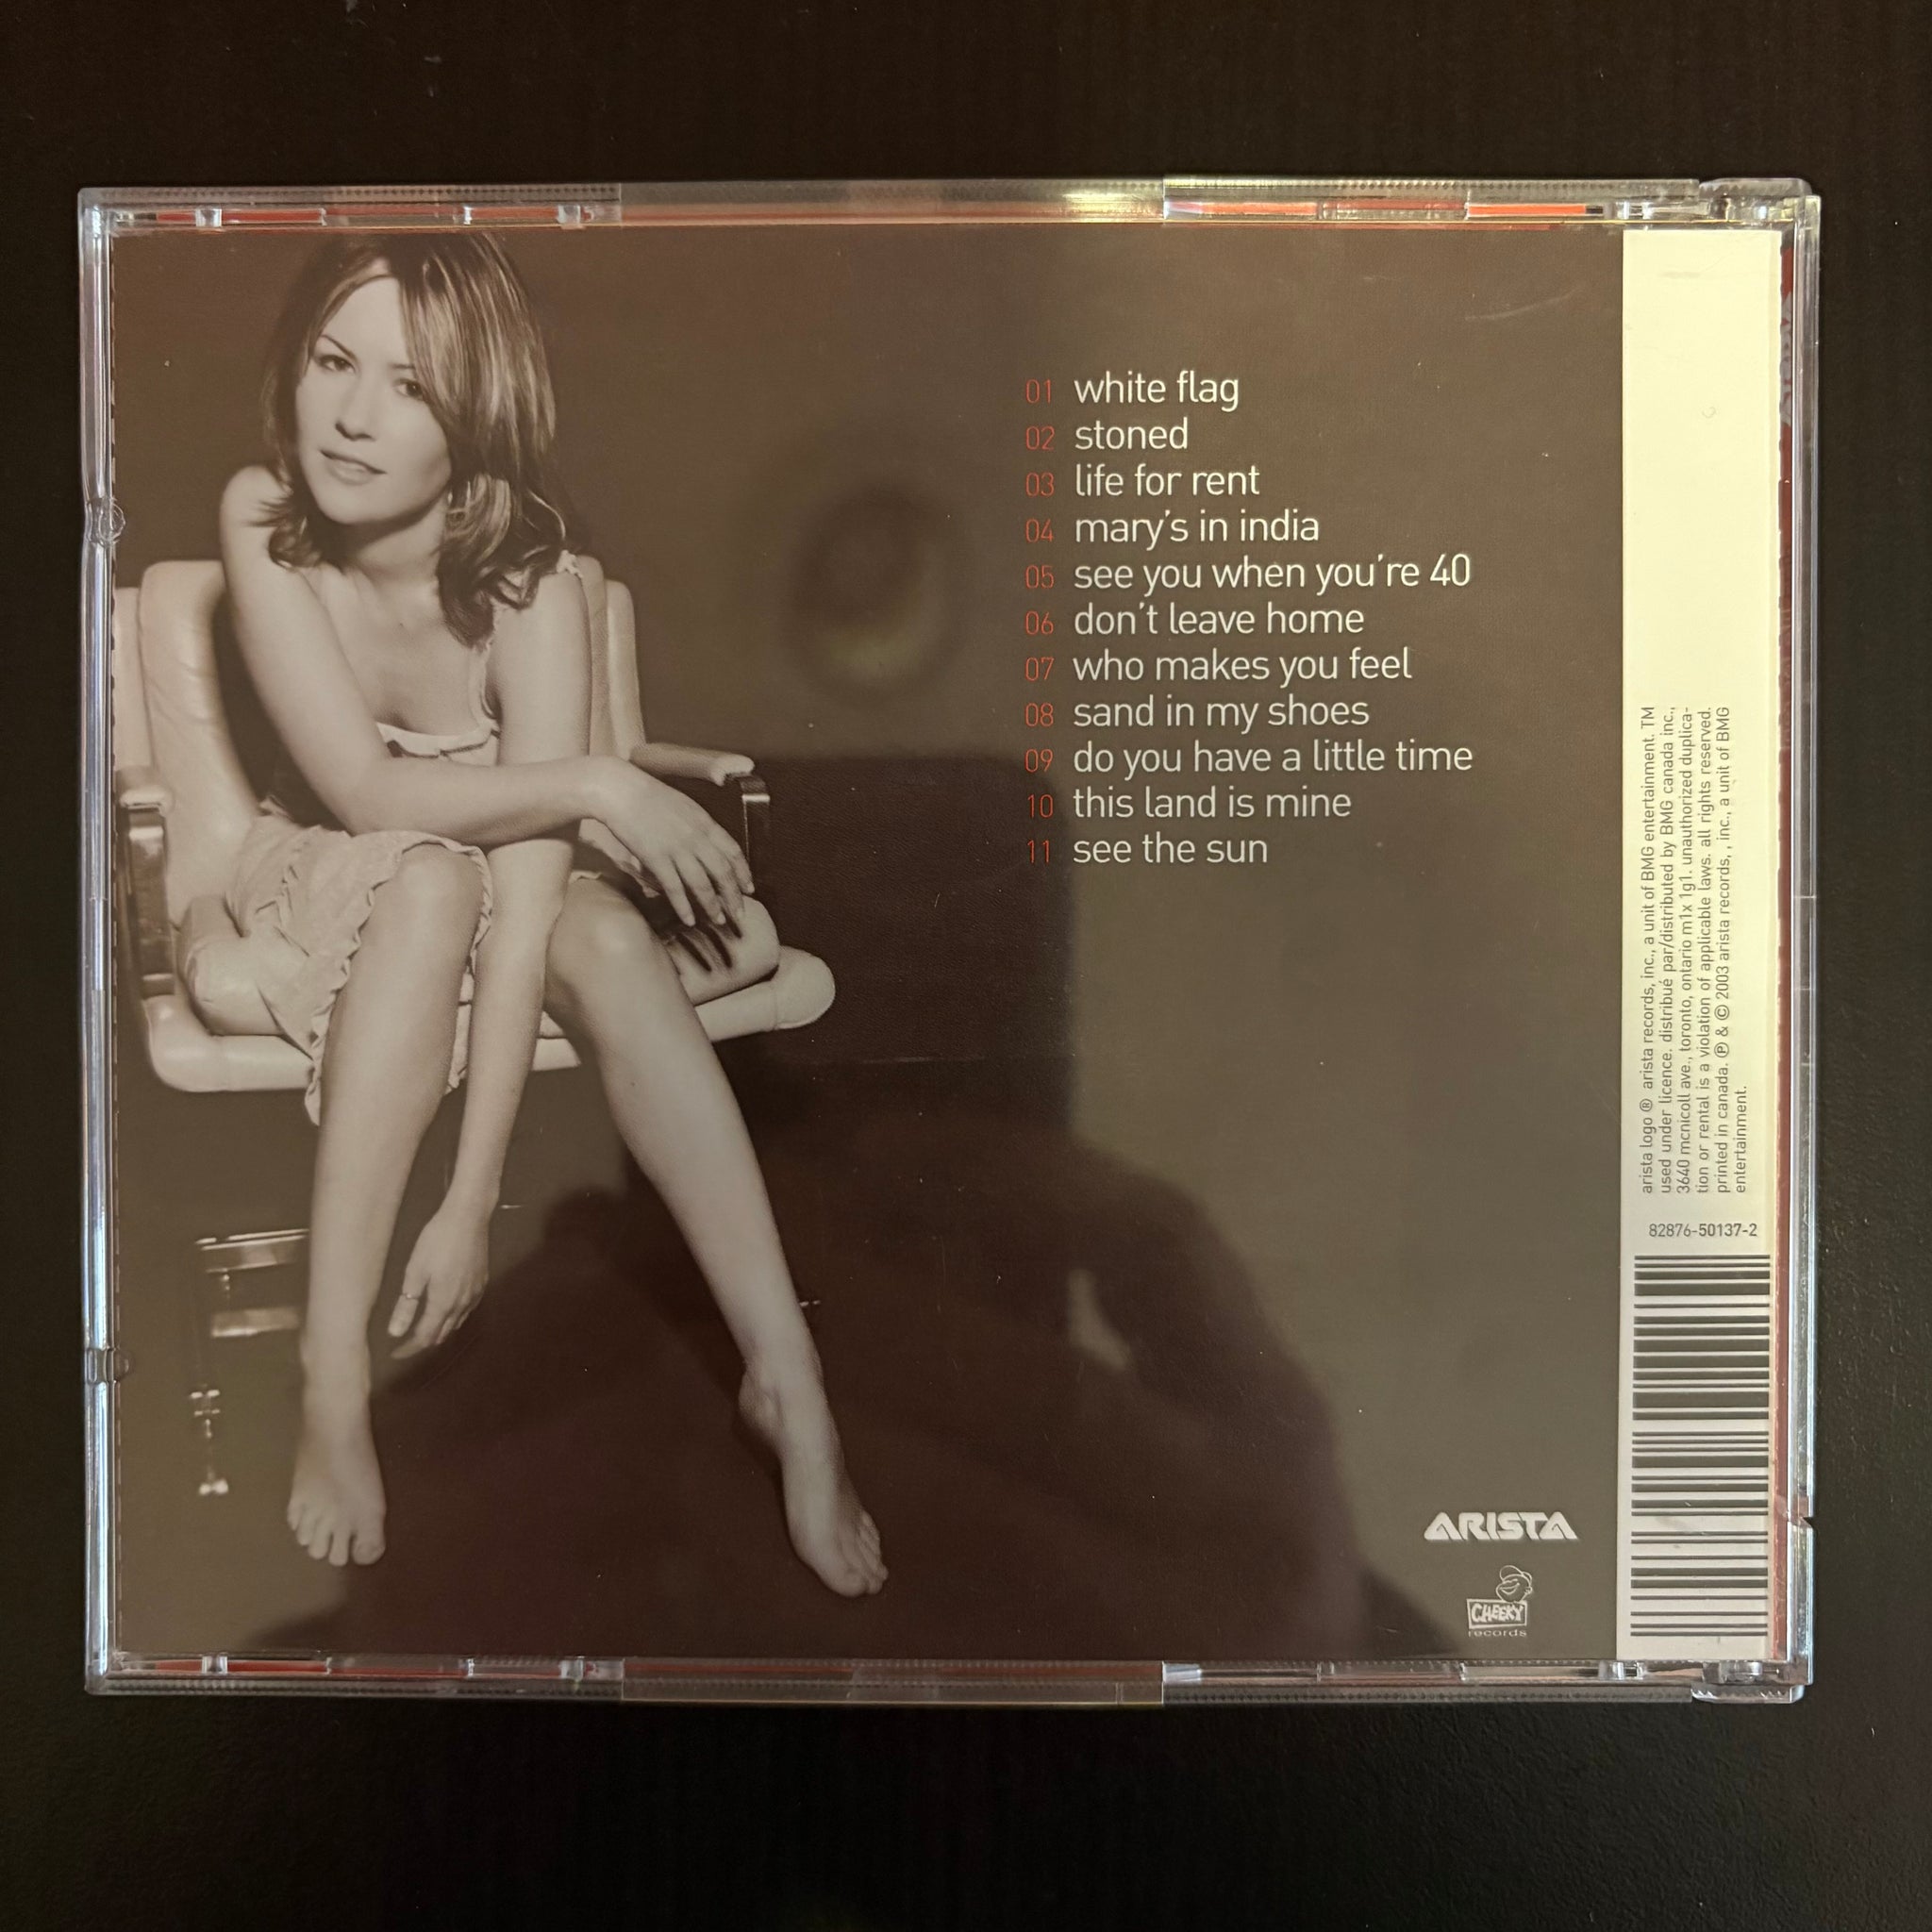 01 white flag
02 stoned
03 life for rent
04 mary's in india
05 see you when you're 40
06 don't leave home
07 who makes you feel
08 sand in my shoes
09 do you have a little time
10 this land is mine
11 see the sun
ARISTA
CHEEKY
records
arista logo ® arista records, inc., a unit of BMG entertainment. TM
used under licence. distribué par/distributed by BMG canada inc.,
3640 mcnicoll ave., toronto, ontario m1x 1g1. unauthorized duplica-
tion or rental is a violation of applicable laws. all rights reserved.
printed in canada. ℗ & © 2003 arista records, , inc., a unit of BMG
entertainment.
82876-50137-2